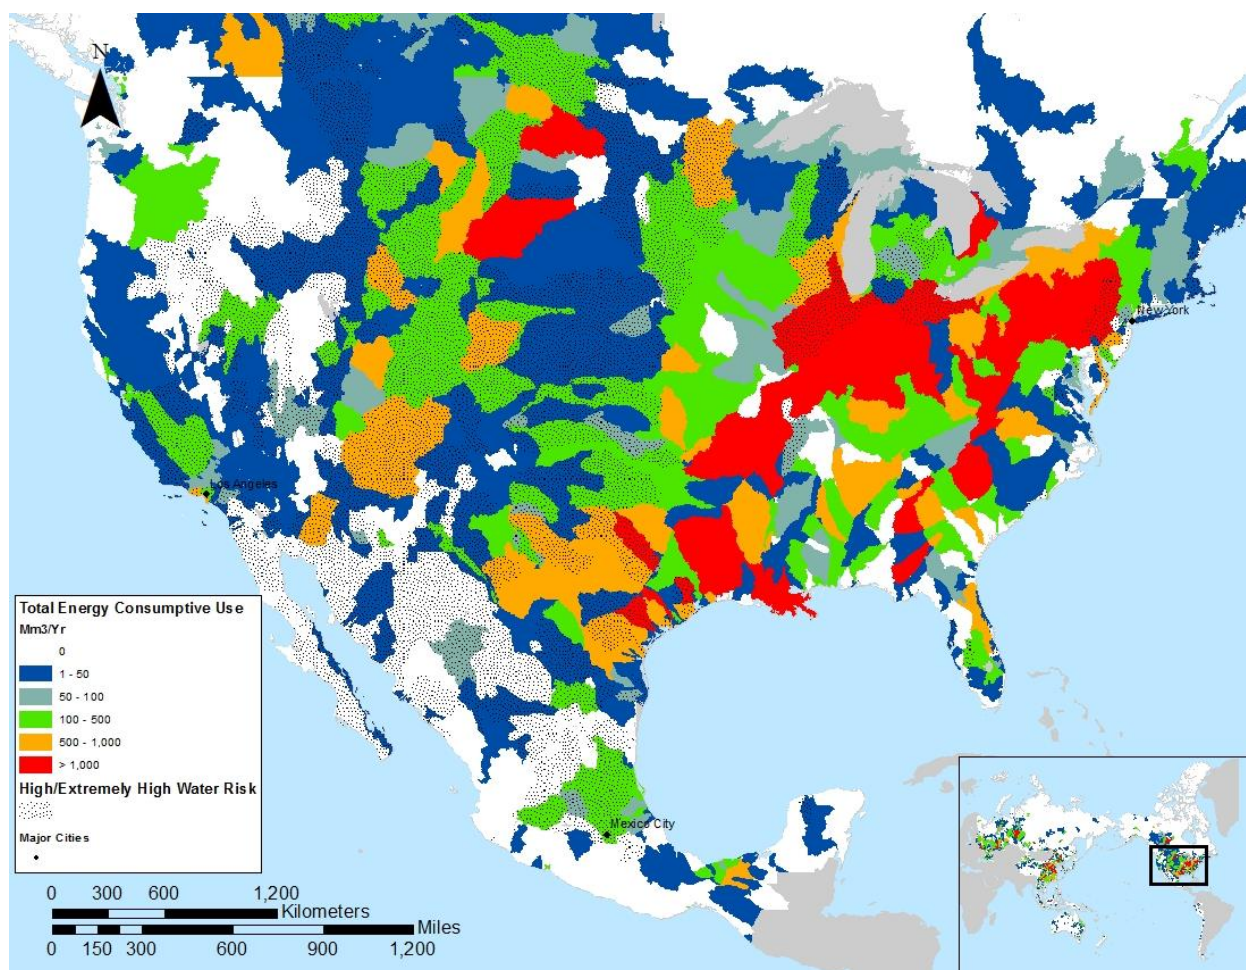 N
New York
Los Angeles
Mexico City
Total Energy Consumptive Use
Mm3/Yr
0
1 - 50
50 - 100
100 - 500
500 - 1,000
> 1,000
High/Extremely High Water Risk
Major Cities
0 300 600 1,200
Kilometers
Miles
0 150 300 600 900 1,200